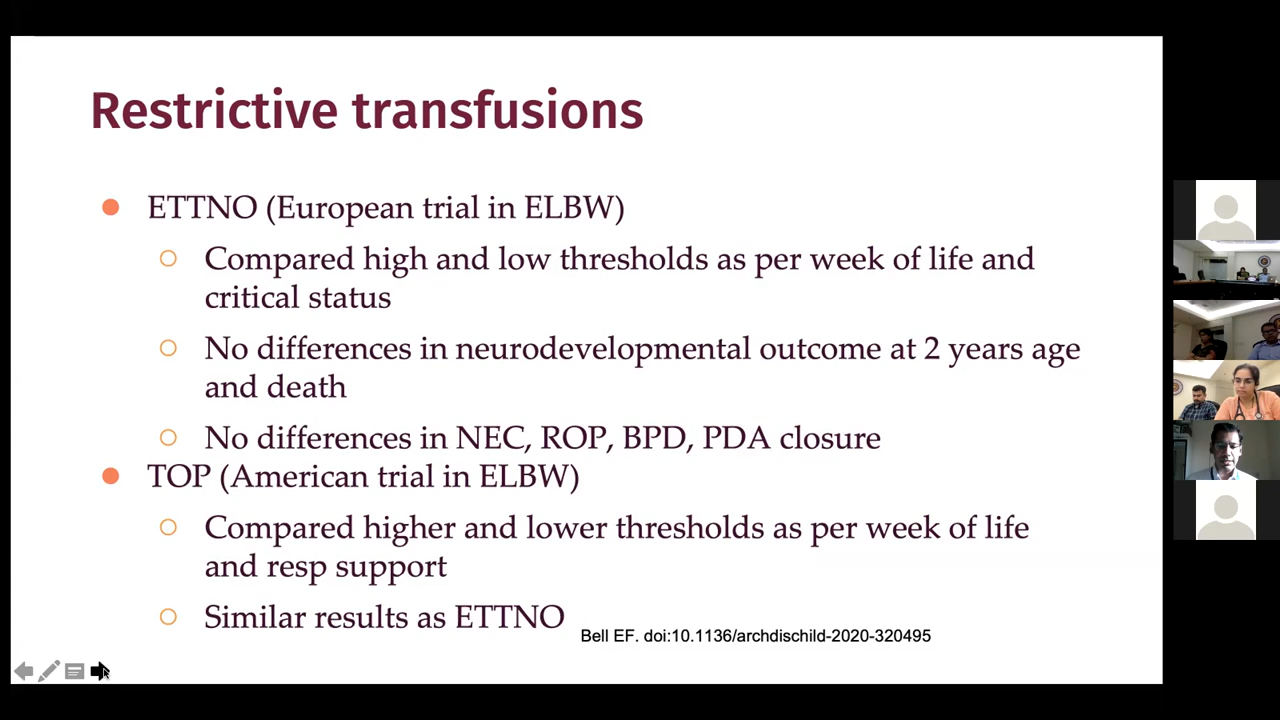 Restrictive transfusions
ETTNO (European trial in ELBW)
Compared high and low thresholds as per week of life and
critical status
No differences in neurodevelopmental outcome at 2 years age
and death
No differences in NEC, ROP, BPD, PDA closure
TOP (American trial in ELBW)
Compared higher and lower thresholds as per week of life
and resp support
Similar results as ETTNO
Bell EF. doi:10.1136/archdischild-2020-320495